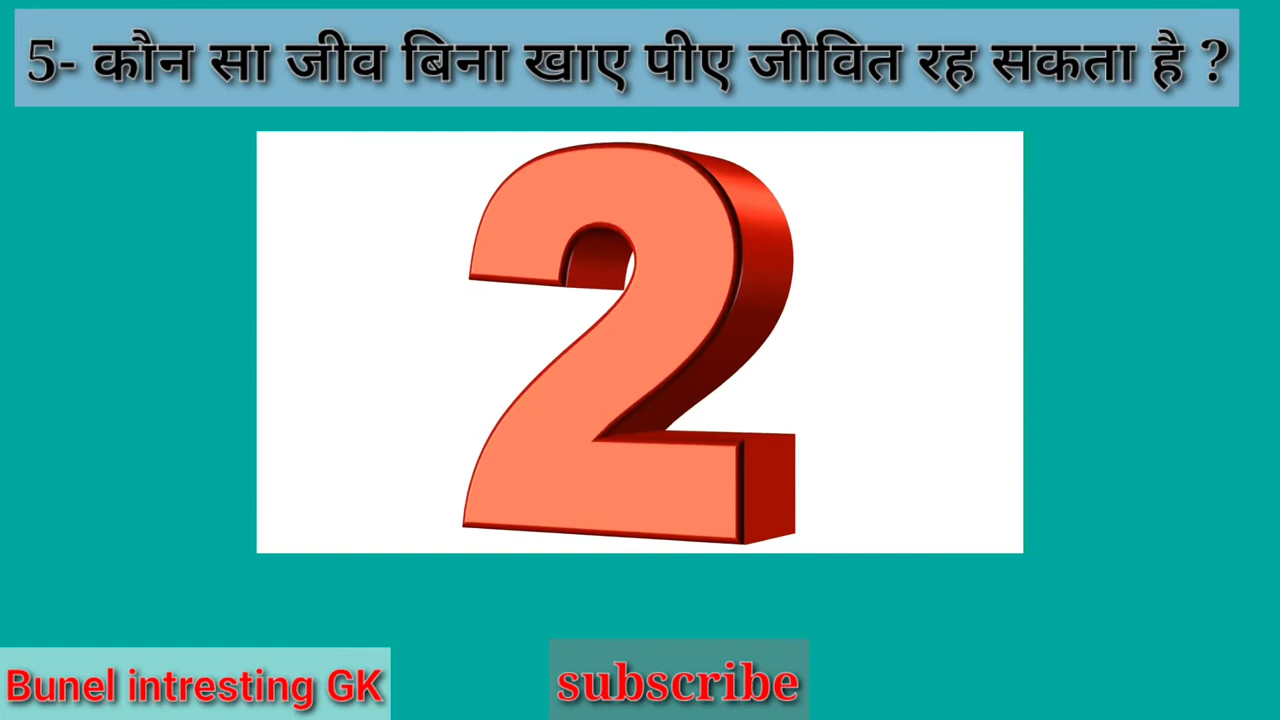 5- कौन सा जीव बिना खाए पीए जीवित रह सकता है ?
2
Bunel intresting GK
subscribe